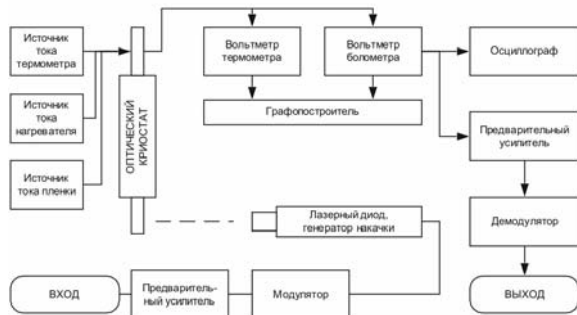 Источник
тока
термометра
Вольтметр
термометра
Вольтметр
болометра
Осциллограф
Источник
тока
нагревателя
ОПТИЧЕСКИЙ
КРИОСТАТ
Графопостроитель
Предварительный
усилитель
Источник
тока пленки
Лазерный диод,
генератор накачки
Демодулятор
ВХОД
Предваритель-
ный усилитель
Модулятор
ВЫХОД